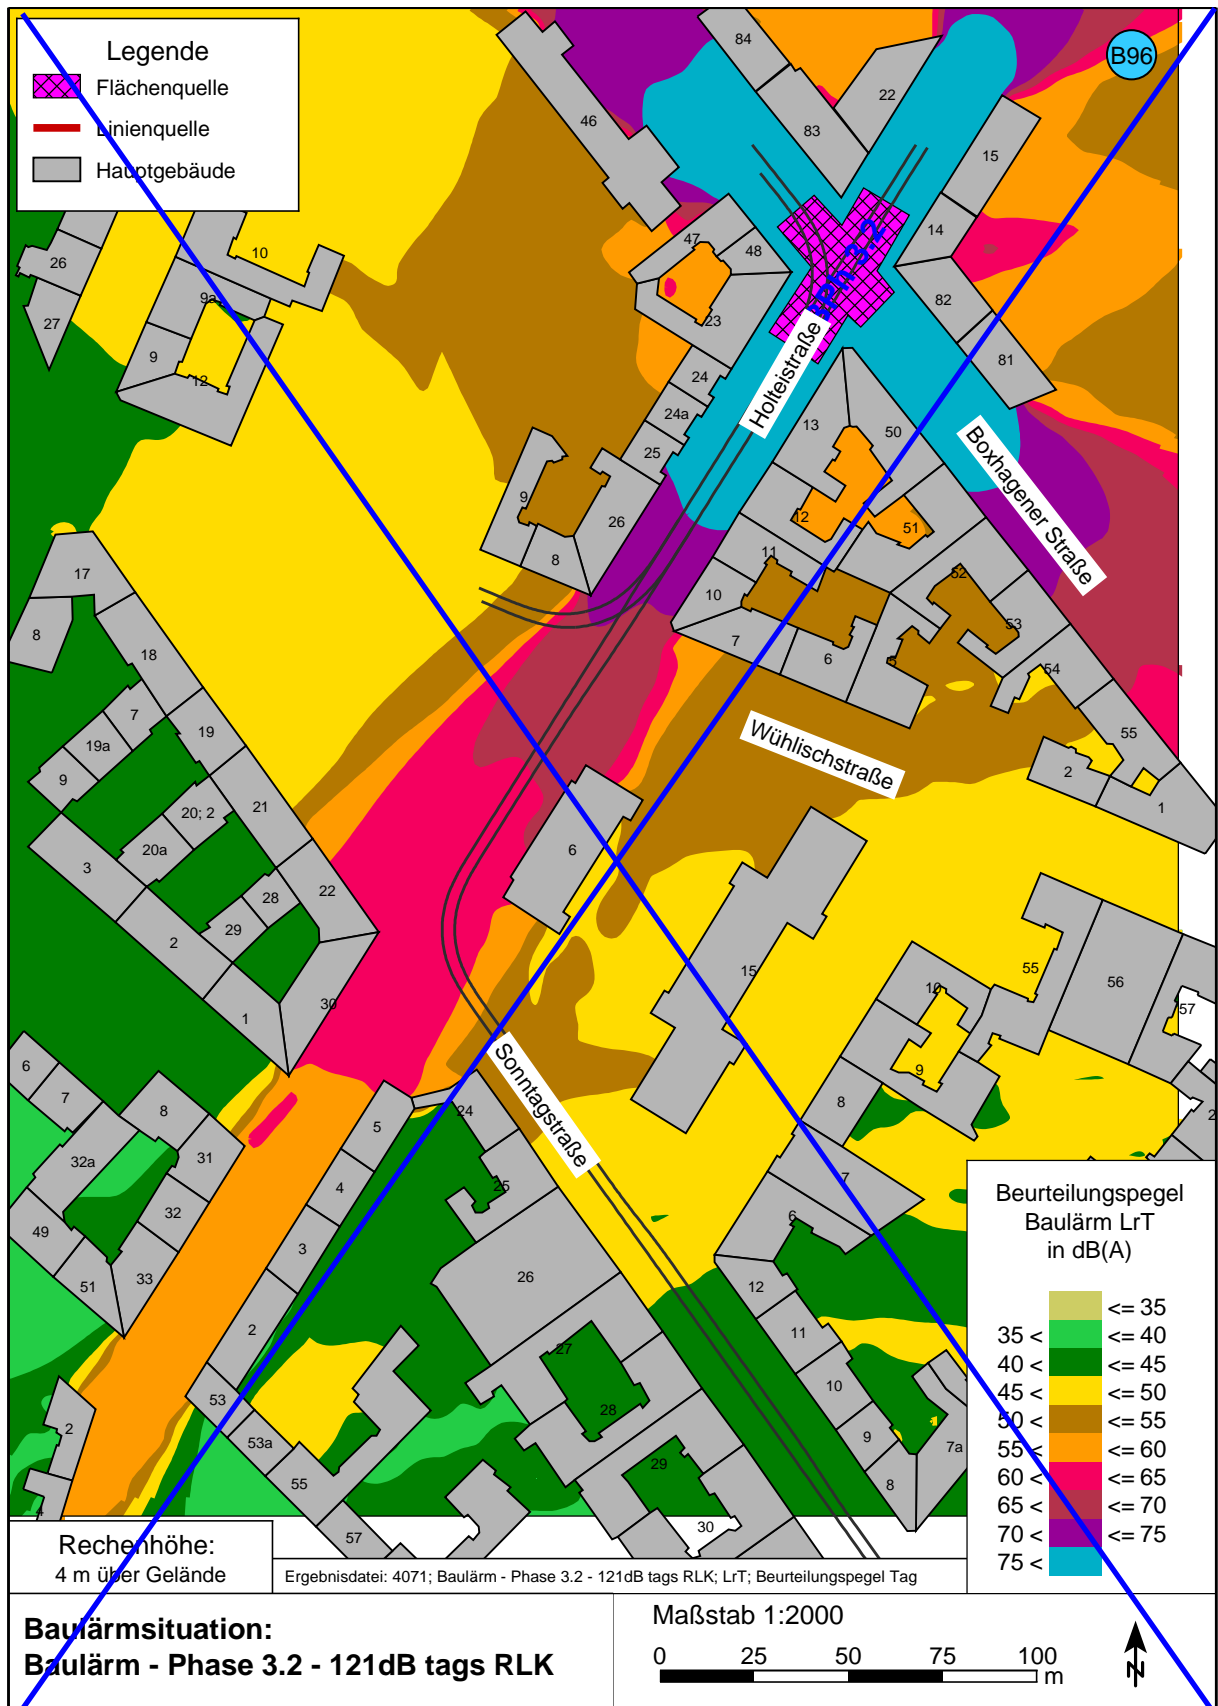 Legende
Flächenquelle
Linienquelle
Hauptgebäude
B96
84
22
83
46
15
14
82
81
47
48
23
24
24a
25
26
9
8
10
26
27
9a
9
12
BPh 3.2
Holteistraße
Boxhagener Straße
13
50
12
51
11
10
7
6
52
53
5
54
55
2
1
Wühlischstraße
17
8
18
7
19a
9
19
20; 2
20a
21
3
28
29
22
2
1
30
6
15
10
9
55
56
57
2
8
7
6
Sonntagstraße
6
7
8
32a
31
32
49
51
33
5
4
3
2
24
25
26
27
28
29
30
12
11
10
9
8
7a
53
53a
55
57
2
4
Beurteilungspegel
Baulärm LrT
in dB(A)
<= 35
35 < <= 40
40 < <= 45
45 < <= 50
50 < <= 55
55 < <= 60
60 < <= 65
65 < <= 70
70 < <= 75
75 <
Rechenhöhe:
4 m über Gelände
Ergebnisdatei: 4071; Baulärm - Phase 3.2 - 121dB tags RLK; LrT; Beurteilungspegel Tag
Baulärmsituation:
Baulärm - Phase 3.2 - 121dB tags RLK
Maßstab 1:2000
0 25 50 75 100
m
N